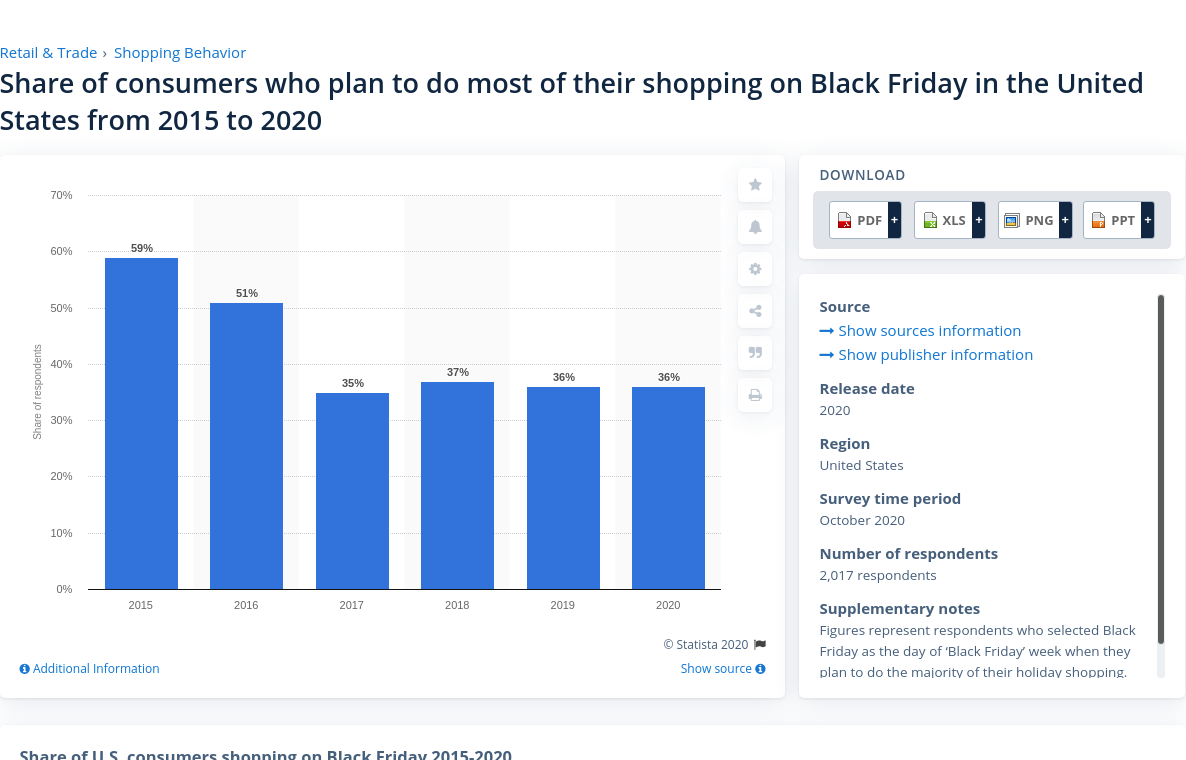 Retail & Trade › Shopping Behavior
Share of consumers who plan to do most of their shopping on Black Friday in the United
States from 2015 to 2020
70%
60%
50%
40%
30%
20%
10%
0%
Share of respondents
59%
51%
35%
37%
36%
36%
2015
2016
2017
2018
2019
2020
© Statista 2020
Additional Information
Show source
DOWNLOAD
PDF +
XLS +
PNG +
PPT +
Source
Show sources information
Show publisher information
Release date
2020
Region
United States
Survey time period
October 2020
Number of respondents
2,017 respondents
Supplementary notes
Figures represent respondents who selected Black
Friday as the day of ‘Black Friday’ week when they
plan to do the majority of their holiday shopping.
Share of U.S. consumers shopping on Black Friday 2015-2020